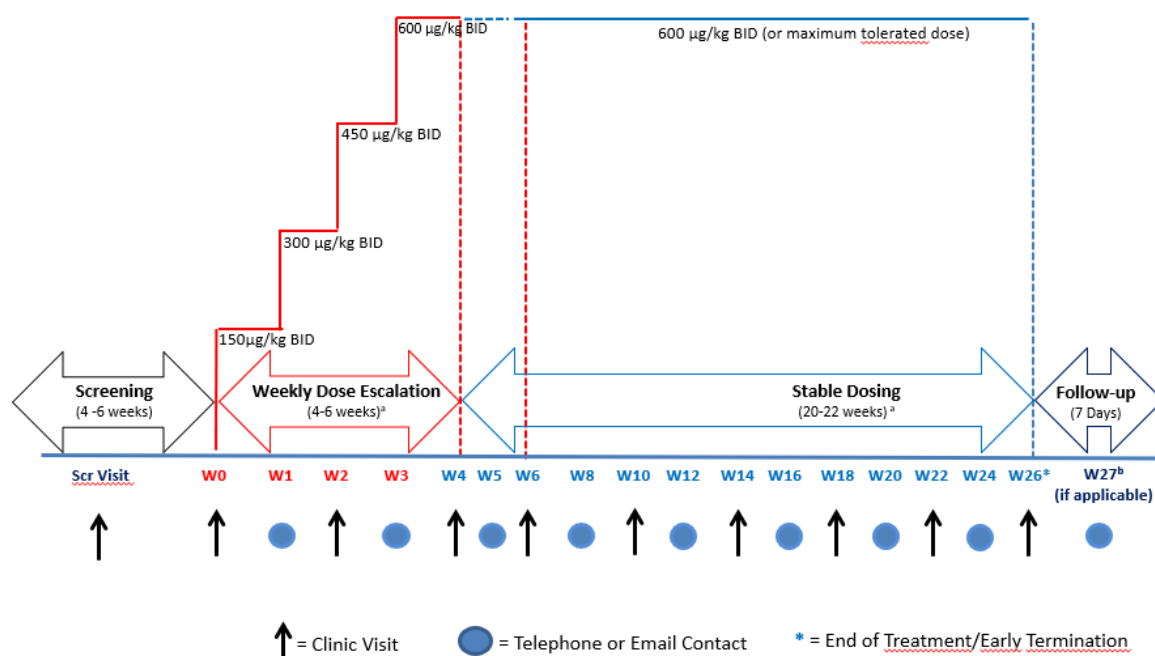 600 µg/kg BID
600 µg/kg BID (or maximum tolerated dose)
450 µg/kg BID
300 µg/kg BID
150µg/kg BID
Screening
(4 -6 weeks)
Weekly Dose Escalation
(4-6 weeks)ᵃ
Stable Dosing
(20-22 weeks) ᵃ
Follow-up
(7 Days)
Scr Visit W0 W1 W2 W3 W4 W5 W6 W8 W10 W12 W14 W16 W18 W20 W22 W24 W26* W27ᵇ
(if applicable)
= Clinic Visit
= Telephone or Email Contact
* = End of Treatment/Early Termination